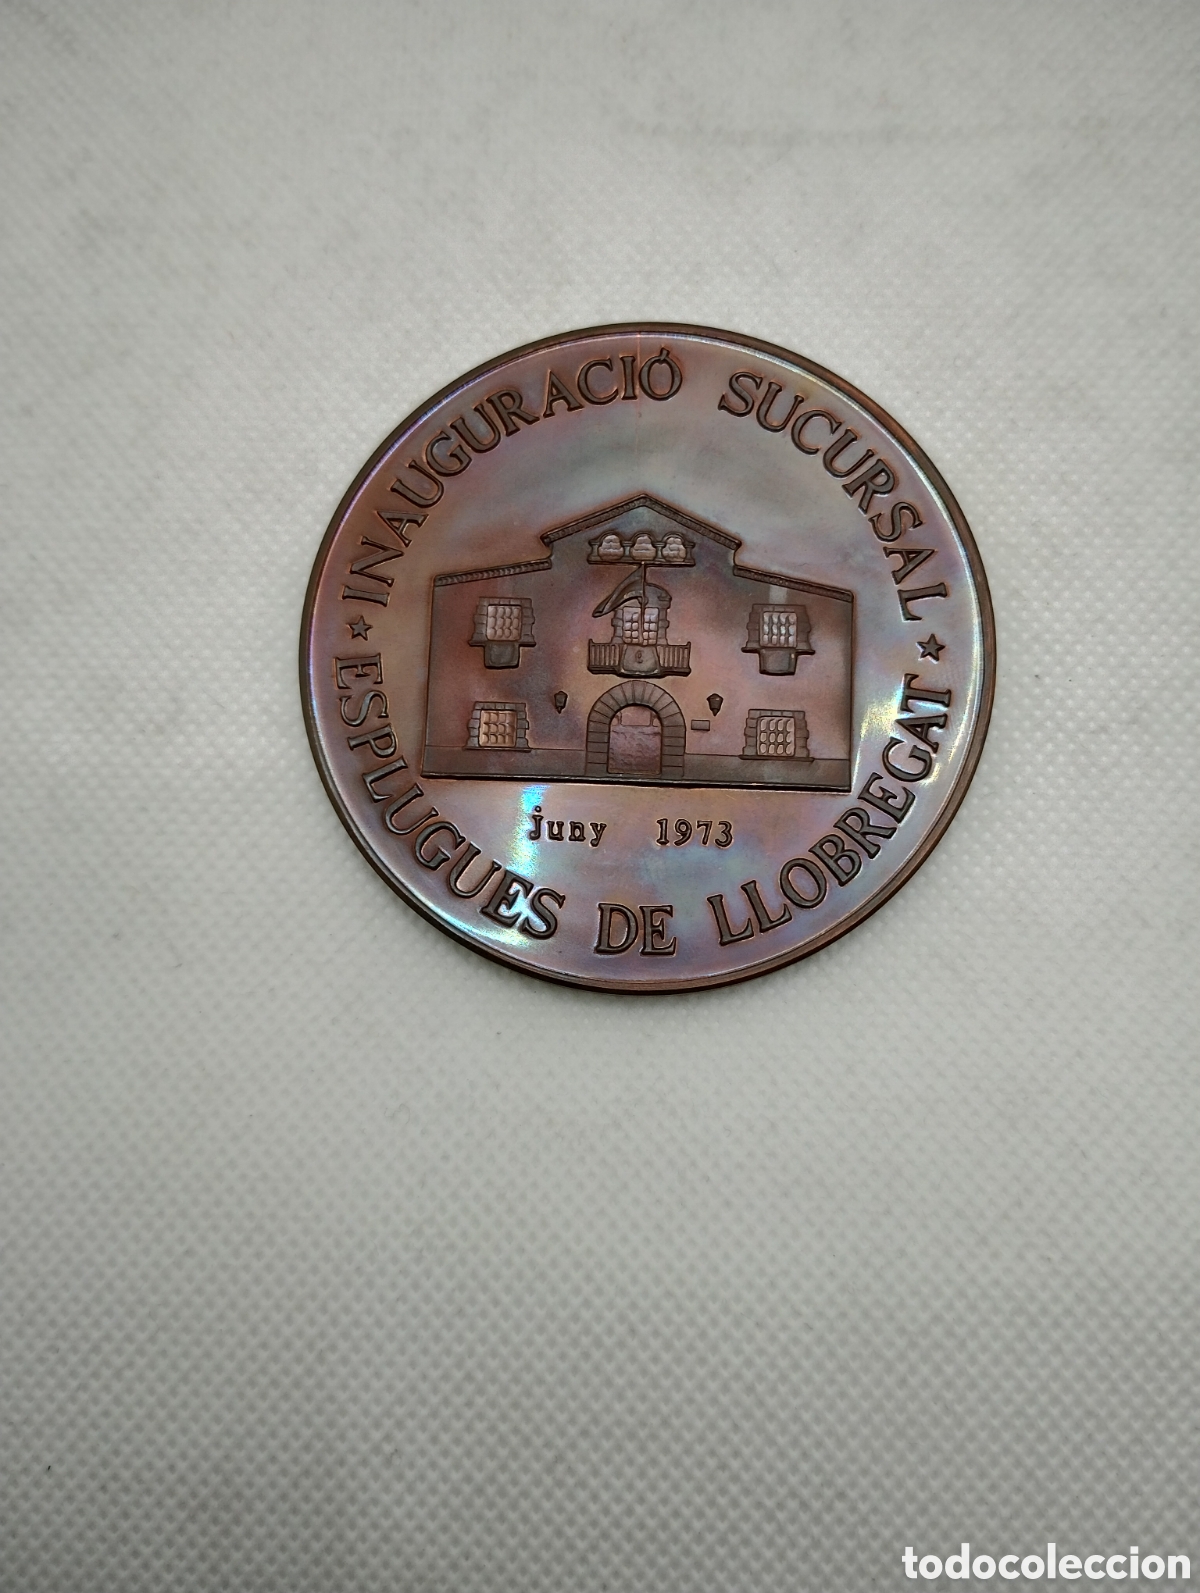 INAUGURACIÓ SUCURSAL
juny 1973
★ ESPLUGUES DE LLOBREGAT ★
todocoleccion